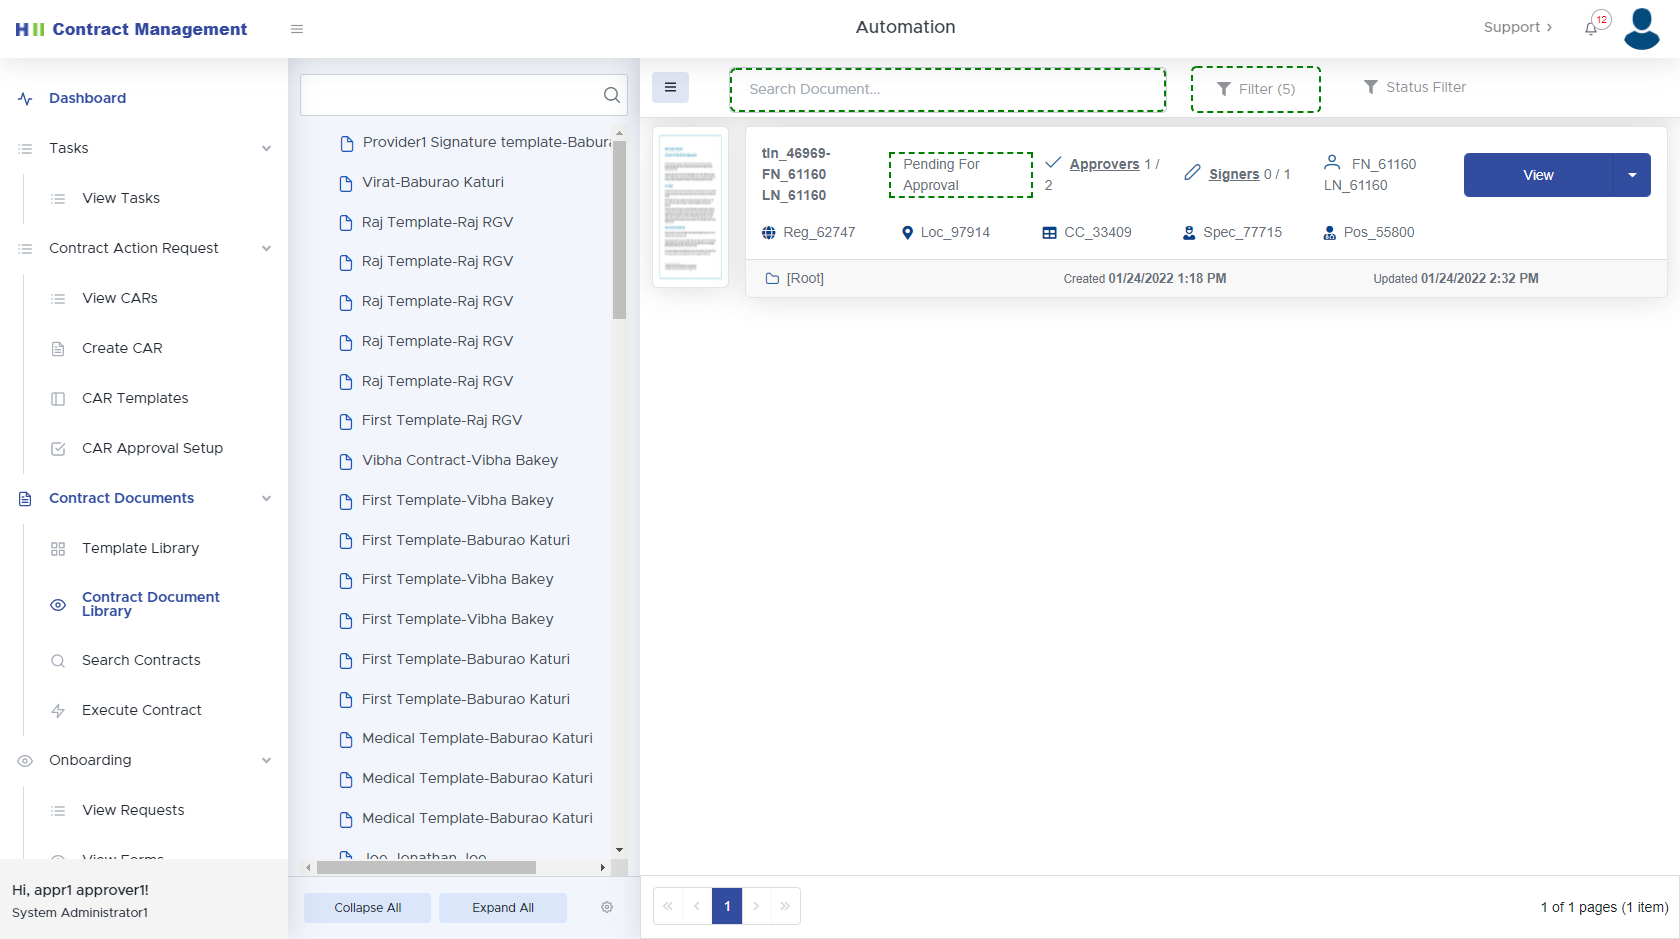 Contract Management
Automation
Support
12
Dashboard
Tasks
View Tasks
Contract Action Request
View CARs
Create CAR
CAR Templates
CAR Approval Setup
Contract Documents
Template Library
Contract Document
Library
Search Contracts
Execute Contract
Onboarding
View Requests
View Forms
Hi, appr1 approver1!
System Administrator1
Provider1 Signature template-Babura
Virat-Baburao Katuri
Raj Template-Raj RGV
Raj Template-Raj RGV
Raj Template-Raj RGV
Raj Template-Raj RGV
Raj Template-Raj RGV
First Template-Raj RGV
Vibha Contract-Vibha Bakey
First Template-Vibha Bakey
First Template-Baburao Katuri
First Template-Vibha Bakey
First Template-Vibha Bakey
First Template-Baburao Katuri
First Template-Baburao Katuri
Medical Template-Baburao Katuri
Medical Template-Baburao Katuri
Medical Template-Baburao Katuri
Joe Jonathan Joe
Collapse All
Expand All
Search Document...
Filter (5)
Status Filter
tin_46969-
FN_61160
LN_61160
Pending For
Approval
Approvers 1 /
2
Signers 0 / 1
FN_61160
LN_61160
View
Reg_62747
Loc_97914
CC_33409
Spec_77715
Pos_55800
[Root]
Created 01/24/2022 1:18 PM
Updated 01/24/2022 2:32 PM
1
1 of 1 pages (1 item)